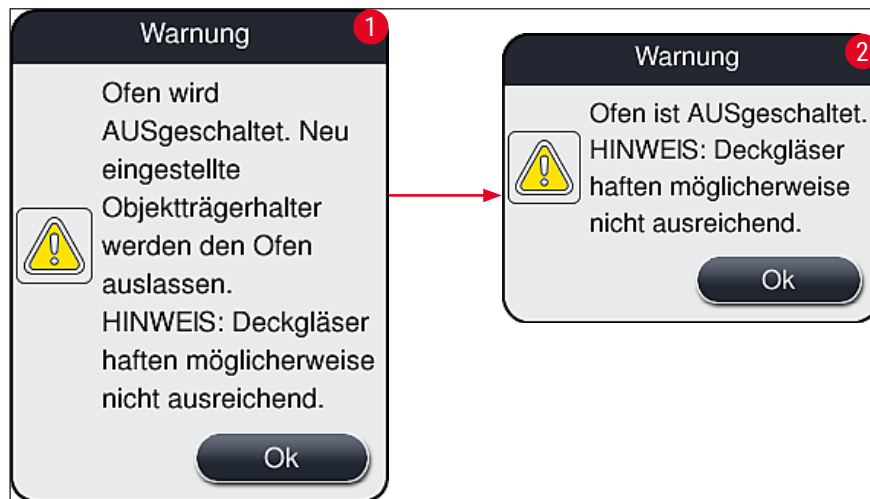 Warnung
1
Ofen wird
AUSgeschaltet. Neu
eingestellte
Objektträgerhalter
werden den Ofen
auslassen.
HINWEIS: Deckgläser
haften möglicherweise
nicht ausreichend.
Ok
Warnung
2
Ofen ist AUSgeschaltet.
HINWEIS: Deckgläser
haften möglicherweise
nicht ausreichend.
Ok